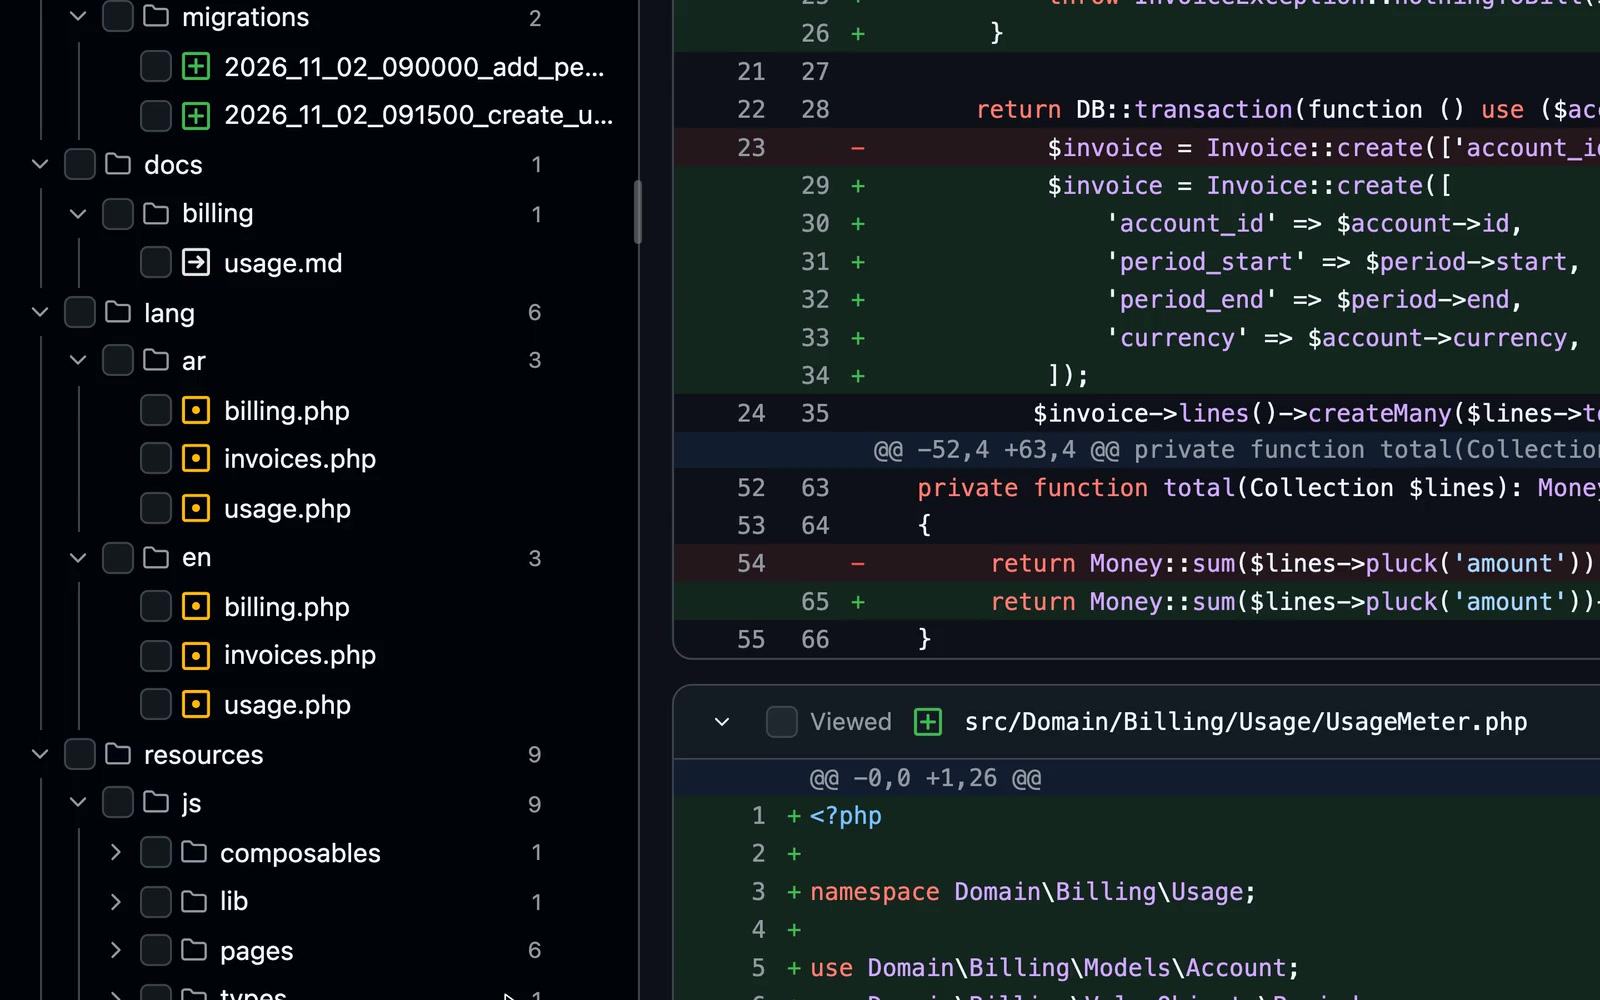 migrations 2
2026_11_02_090000_add_pe...
2026_11_02_091500_create_u...
docs 1
billing 1
usage.md
lang 6
ar 3
billing.php
invoices.php
usage.php
en 3
billing.php
invoices.php
usage.php
resources 9
js 9
composables 1
lib 1
pages 6
types 1
26 + }
21 27
22 28 return DB::transaction(function () use ($acc
23 - $invoice = Invoice::create(['account_id
29 + $invoice = Invoice::create([
30 + 'account_id' => $account->id,
31 + 'period_start' => $period->start,
32 + 'period_end' => $period->end,
33 + 'currency' => $account->currency,
34 + ]);
24 35 $invoice->lines()->createMany($lines->to
@@ -52,4 +63,4 @@ private function total(Collection
52 63 private function total(Collection $lines): Money
53 64 {
54 - return Money::sum($lines->pluck('amount'))
65 + return Money::sum($lines->pluck('amount'))-
55 66 }
Viewed src/Domain/Billing/Usage/UsageMeter.php
@@ -0,0 +1,26 @@
1 + <?php
2 +
3 + namespace Domain\Billing\Usage;
4 +
5 + use Domain\Billing\Models\Account;